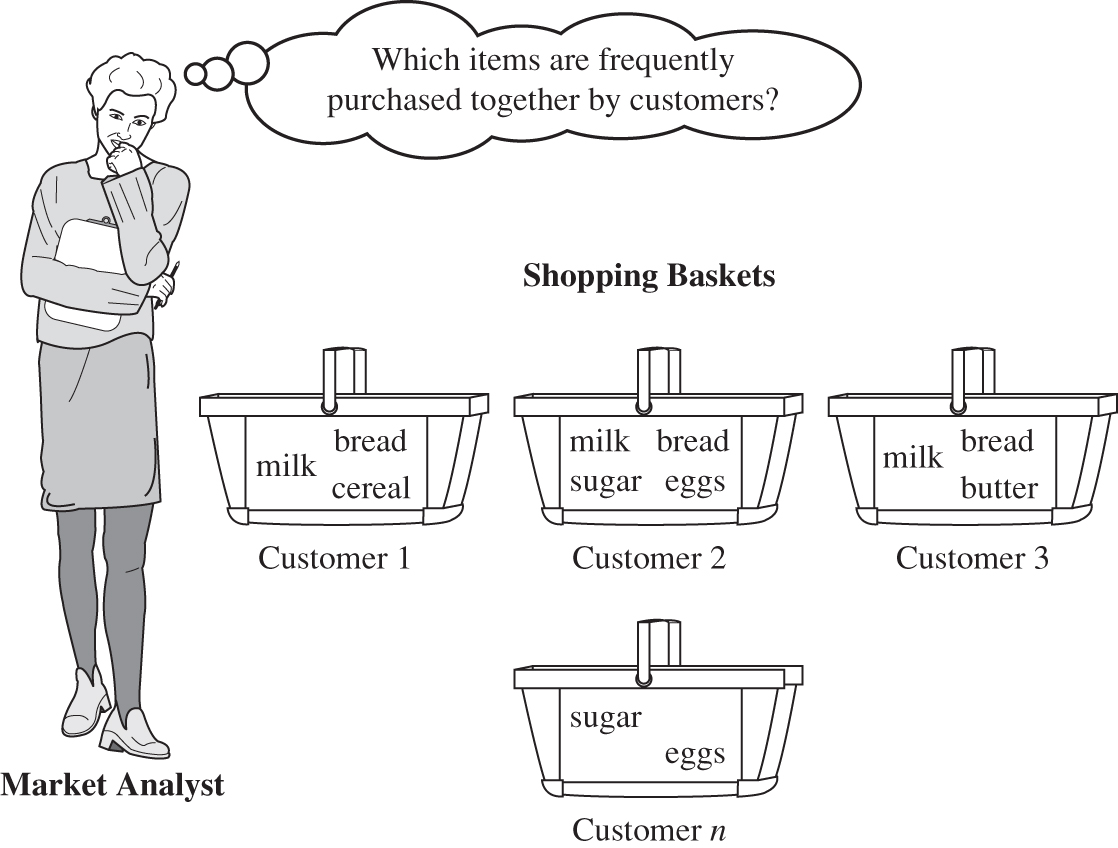 Which items are frequently
purchased together by customers?
Shopping Baskets
milk bread
cereal
Customer 1
milk bread
sugar eggs
Customer 2
milk bread
butter
Customer 3
sugar
eggs
Customer n
Market Analyst